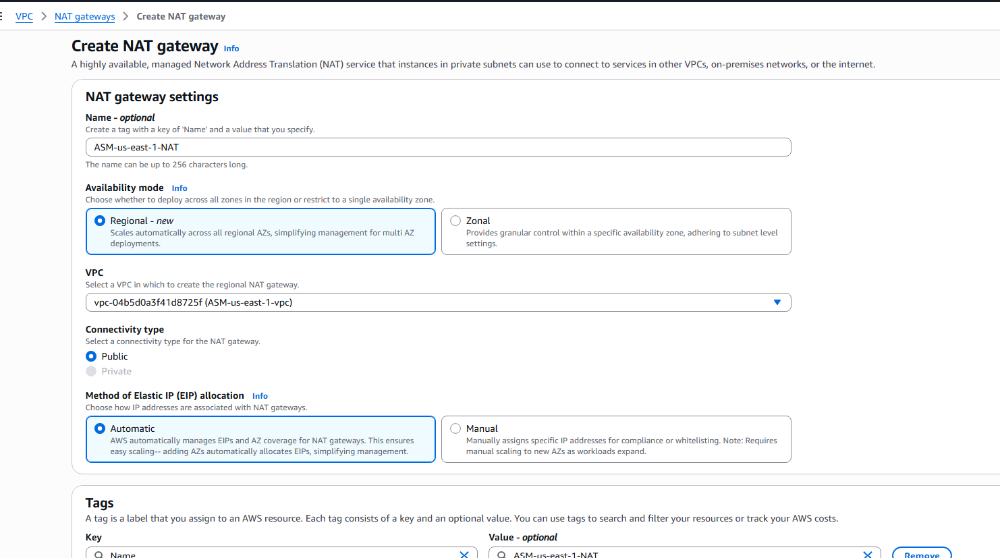 VPC > NAT gateways > Create NAT gateway
Create NAT gateway Info
A highly available, managed Network Address Translation (NAT) service that instances in private subnets can use to connect to services in other VPCs, on-premises networks, or the internet.
NAT gateway settings
Name - optional
Create a tag with a key of 'Name' and a value that you specify.
ASM-us-east-1-NAT
The name can be up to 256 characters long.
Availability mode Info
Choose whether to deploy across all zones in the region or restrict to a single availability zone.
Regional - new
Scales automatically across all regional AZs, simplifying management for multi AZ
deployments.
Zonal
Provides granular control within a specific availability zone, adhering to subnet level
settings.
VPC
Select a VPC in which to create the regional NAT gateway.
vpc-04b5d0a3f41d8725f (ASM-us-east-1-vpc)
Connectivity type
Select a connectivity type for the NAT gateway.
Public
Private
Method of Elastic IP (EIP) allocation Info
Choose how IP addresses are associated with NAT gateways.
Automatic
AWS automatically manages EIPs and AZ coverage for NAT gateways. This ensures
easy scaling-- adding AZs automatically allocates EIPs, simplifying management.
Manual
Manually assigns specific IP addresses for compliance or whitelisting. Note: Requires
manual scaling to new AZs as workloads expand.
Tags
A tag is a label that you assign to an AWS resource. Each tag consists of a key and an optional value. You can use tags to search and filter your resources or track your AWS costs.
Key
Name
Value - optional
ASM-us-east-1-NAT
Remove